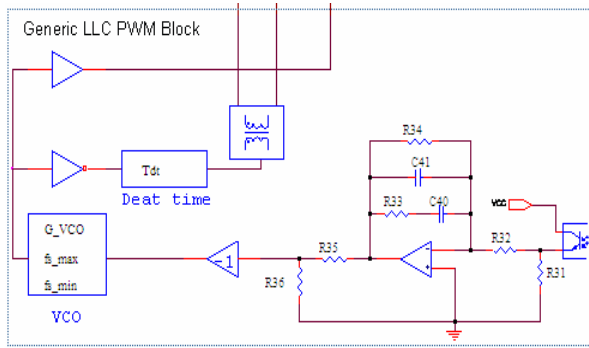 Generic LLC PWM Block
R34
C41
R33
C40
VCC
Tdt
Deat time
G_VCO
fs_max
fs_min
VCO
-1
R35
R36
R32
R31
-
+